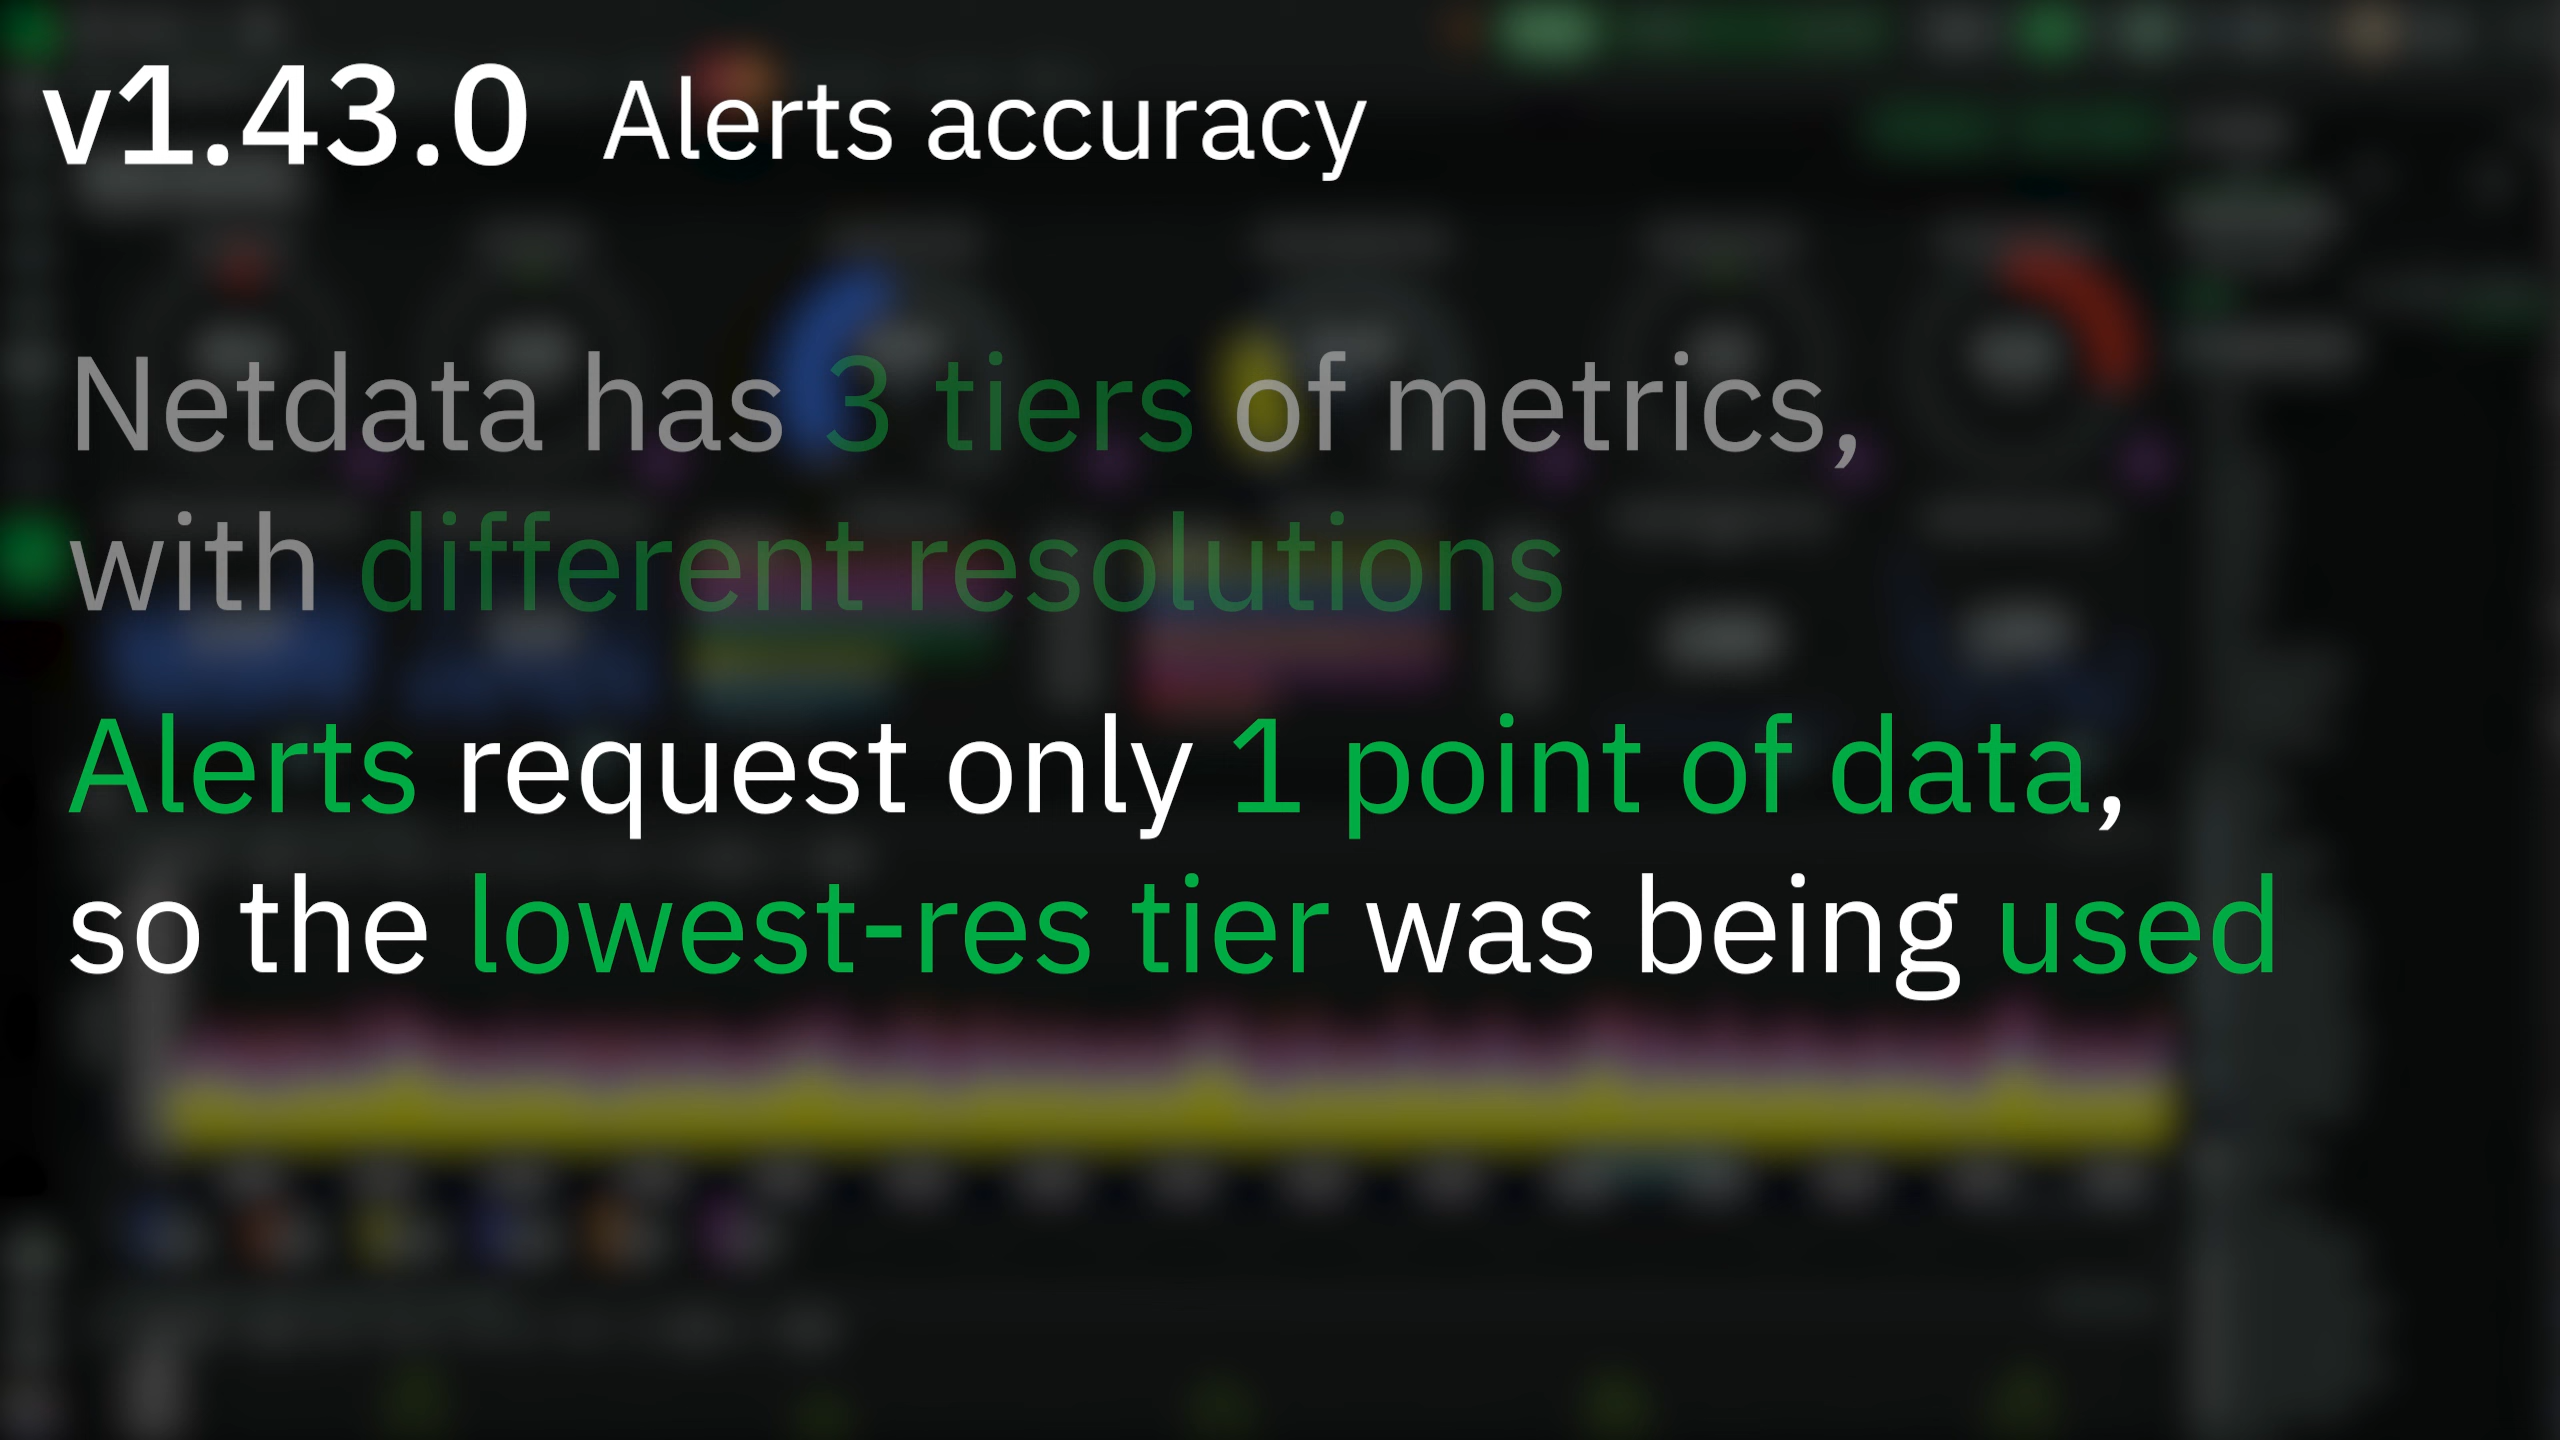 v1.43.0 Alerts accuracy
Netdata has 3 tiers of metrics,
with different resolutions
Alerts request only 1 point of data,
so the lowest-res tier was being used